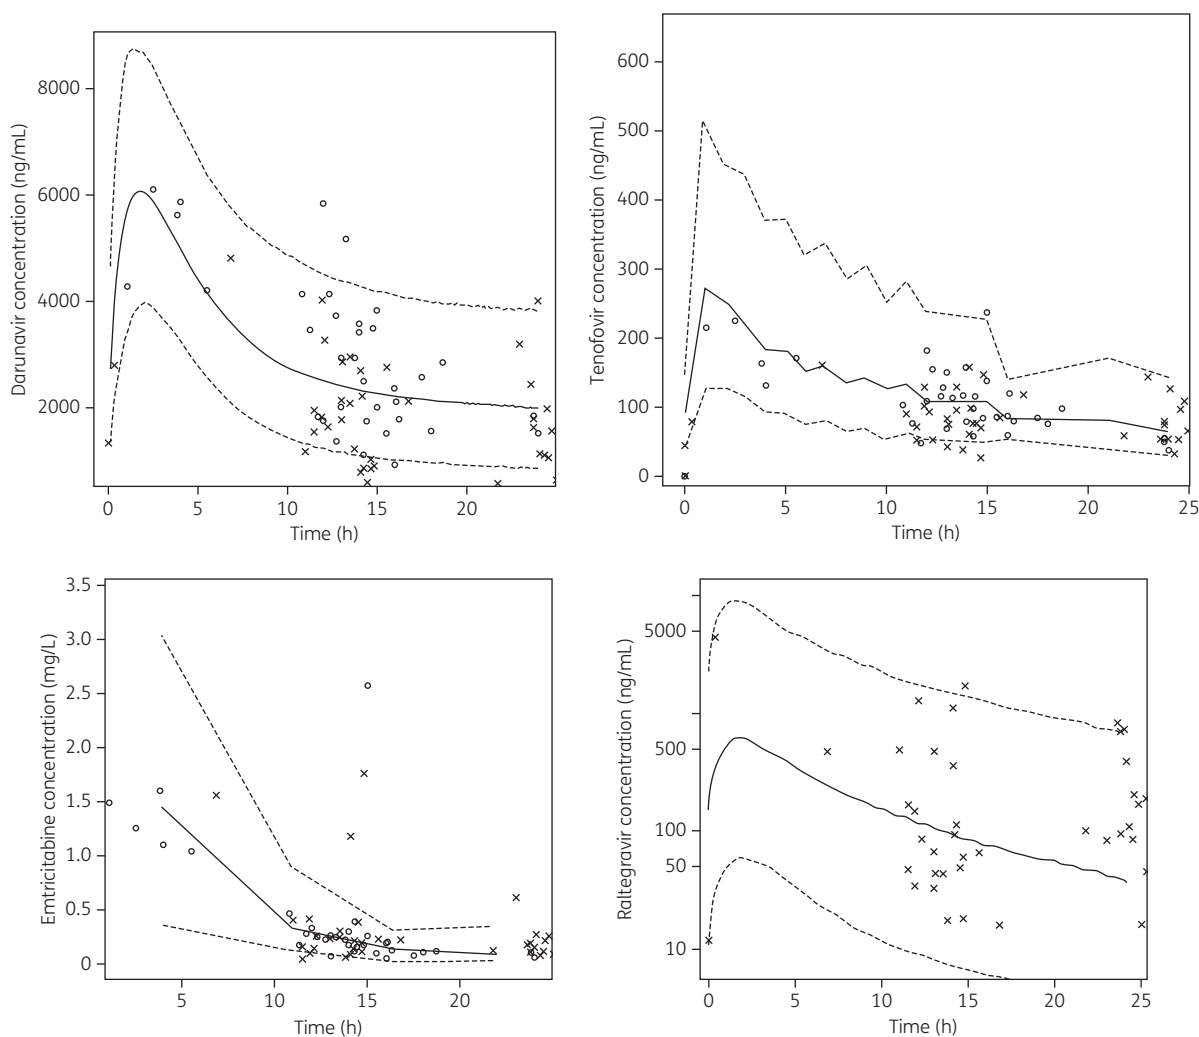 Darunavir concentration (ng/mL)
8000
6000
4000
2000
0 5 10 15 20
Time (h)
Tenofovir concentration (ng/mL)
600
500
400
300
200
100
0
0 5 10 15 20 25
Time (h)
Emtricitabine concentration (mg/L)
3.5
3.0
2.5
2.0
1.5
1.0
0.5
0
5 10 15 20
Time (h)
Raltegravir concentration (ng/mL)
5000
500
100
50
10
0 5 10 15 20 25
Time (h)